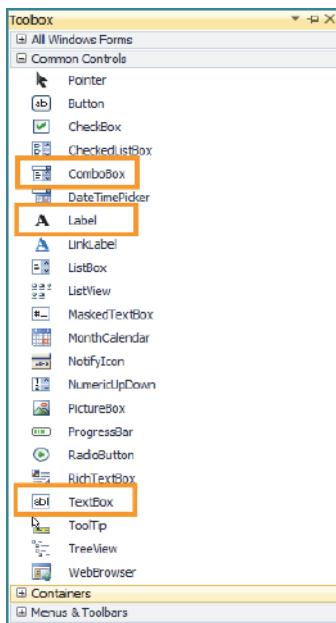 Toolbox
All Windows Forms
Common Controls
Pointer
Button
CheckBox
CheckedListBox
ComboBox
DateTimePicker
Label
LinkLabel
ListBox
ListView
MaskedTextBox
MonthCalendar
NotifyIcon
NumericUpDown
PictureBox
ProgressBar
RadioButton
RichTextBox
TextBox
ToolTip
TreeView
WebBrowser
Containers
Menus & Toolbars